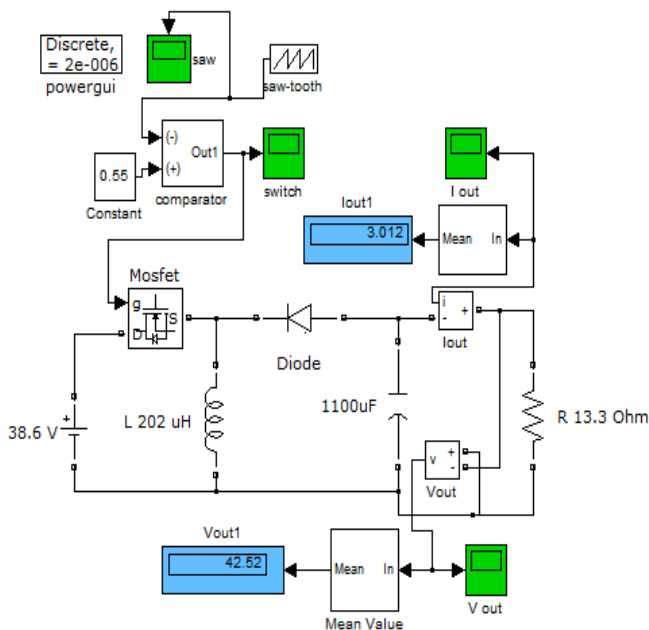 Discrete,
= 2e-006
powergui
saw
saw-tooth
(-)
(+)
Out1
comparator
0.55
Constant
switch
I out
Iout1
3.012
Mean
In
Mosfet
g
D
S
i
-
+
Iout
Diode
+
38.6 V
L 202 uH
1100uF
R 13.3 Ohm
v
+
-
Vout
Vout1
42.52
Mean
In
Mean Value
V out